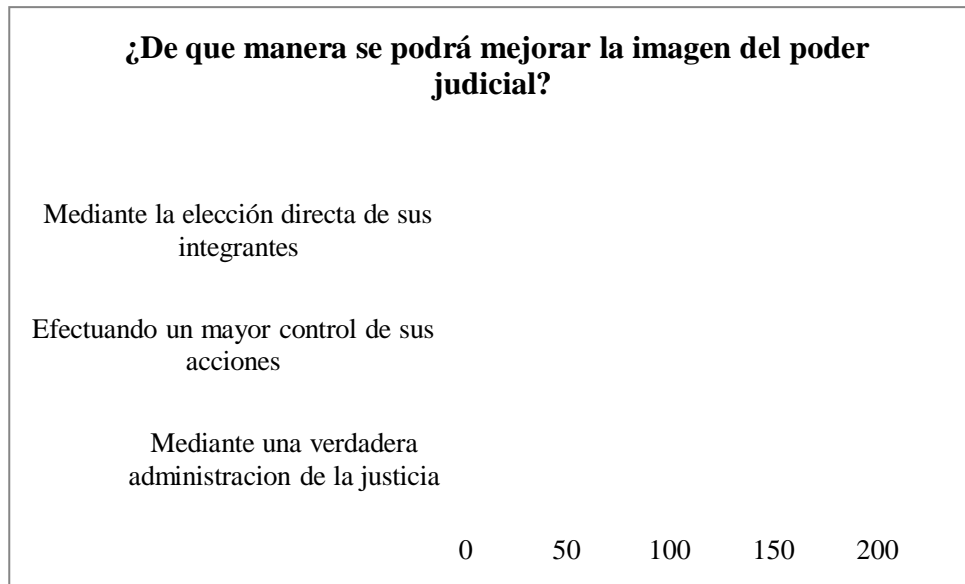 ¿De que manera se podrá mejorar la imagen del poder
judicial?
Mediante la elección directa de sus
integrantes
Efectuando un mayor control de sus
acciones
Mediante una verdadera
administracion de la justicia
0 50 100 150 200